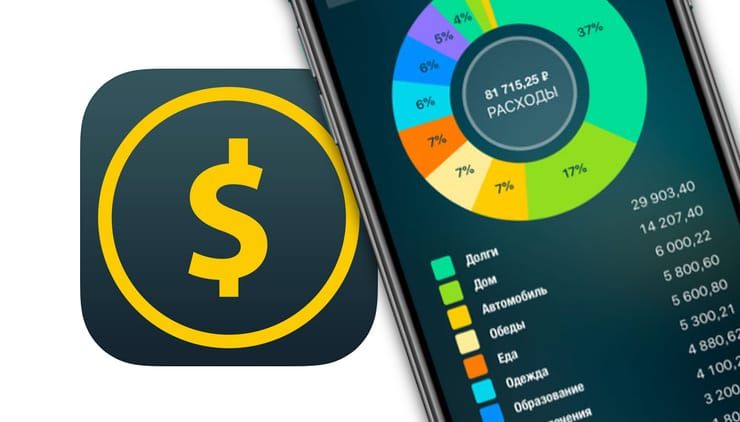 $
4%
5%
6%
6%
7%
7%
7%
17%
37%
81 715,25 ₽
РАСХОДЫ
Долги 29 903,40
Дом 14 207,40
Автомобиль 6 000,22
Обеды 5 800,60
Еда 5 600,80
Одежда 5 300,21
Образование 4 880,62
4 100,2
3 200